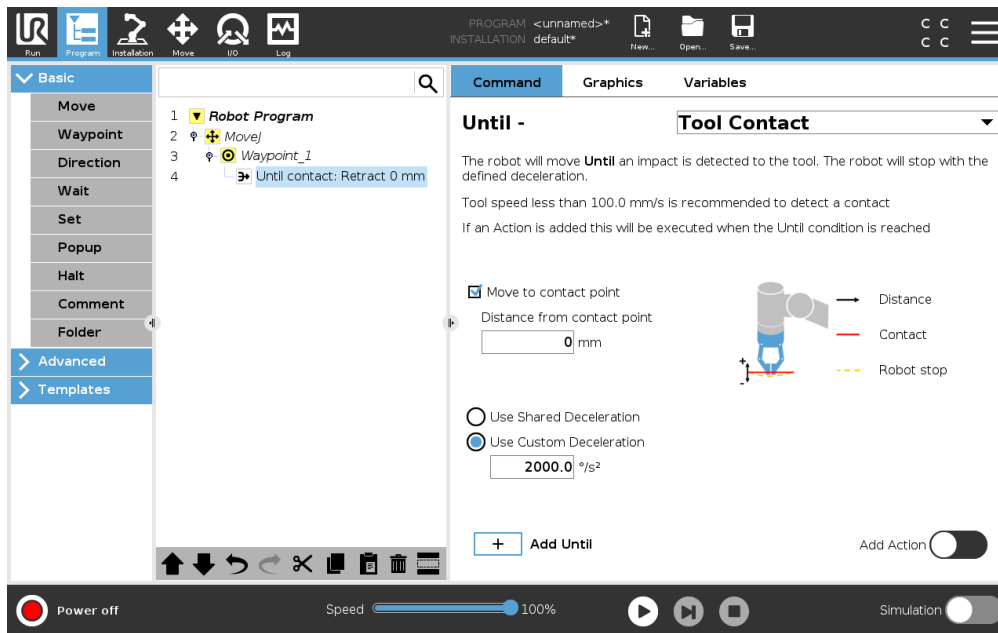 UR
PROGRAM <unnamed>*
INSTALLATION default*
Run
Program
Installation
Move
I/O
Log
New...
Open...
Save...
C C
C C
Basic
Move
Waypoint
Direction
Wait
Set
Popup
Halt
Comment
Folder
Advanced
Templates
1 Robot Program
2 MoveJ
3 Waypoint_1
4 Until contact: Retract 0 mm
Command Graphics Variables
Until - Tool Contact
The robot will move Until an impact is detected to the tool. The robot will stop with the
defined deceleration.
Tool speed less than 100.0 mm/s is recommended to detect a contact
If an Action is added this will be executed when the Until condition is reached
Move to contact point
Distance from contact point
0 mm
+
-
Distance
Contact
Robot stop
Use Shared Deceleration
Use Custom Deceleration
2000.0 °/s²
+ Add Until
Add Action
Power off
Speed 100%
Simulation